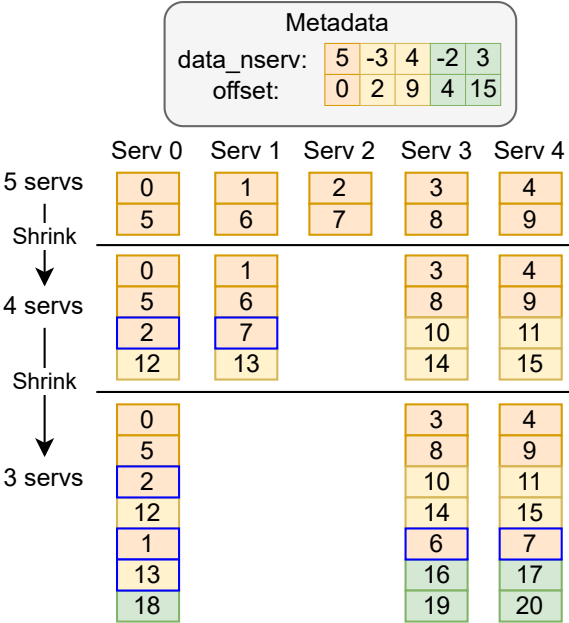 Metadata
data_nserv: 5 -3 4 -2 3
offset: 0 2 9 4 15
Serv 0 Serv 1 Serv 2 Serv 3 Serv 4
5 servs 0 1 2 3 4
5 6 7 8 9
Shrink
0 1 3 4
4 servs 5 6 8 9
2 7 10 11
12 13 14 15
Shrink
0 3 4
5 8 9
3 servs 2 10 11
12 14 15
1 6 7
13 16 17
18 19 20